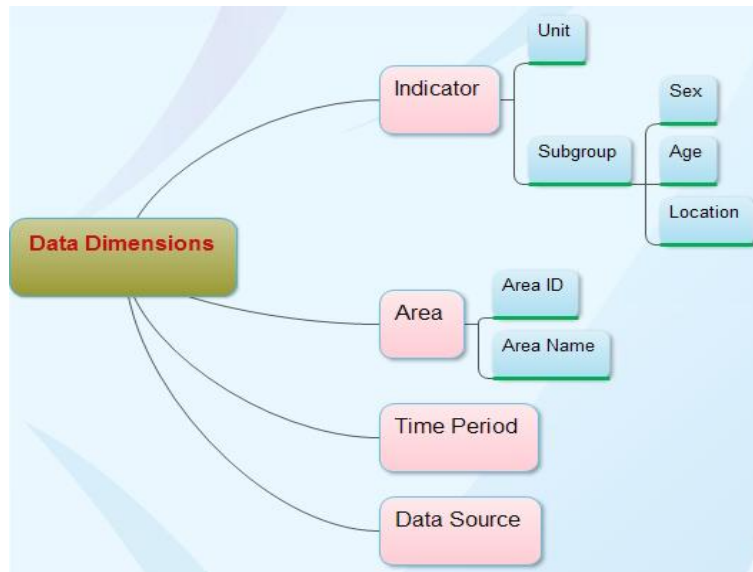 Data Dimensions
Indicator
Unit
Subgroup
Sex
Age
Location
Area
Area ID
Area Name
Time Period
Data Source